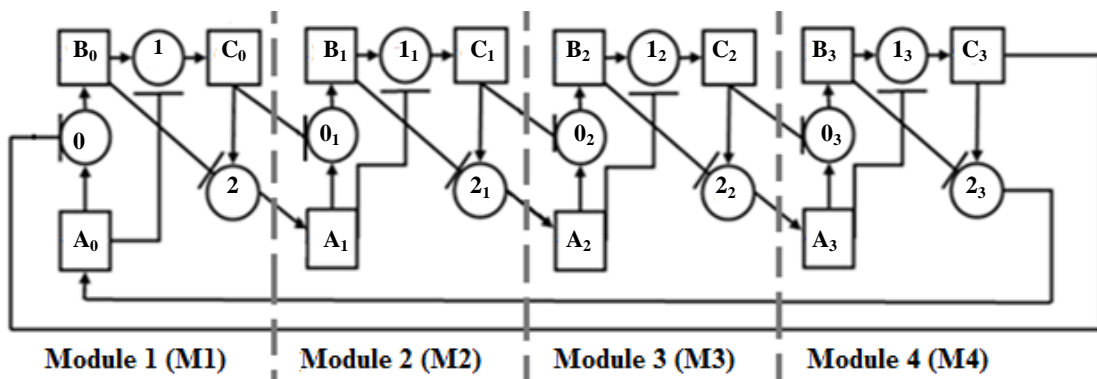 B₀ 1 C₀ B₁ 1₁ C₁ B₂ 1₂ C₂ B₃ 1₃ C₃
0 0₁ 0₂ 0₃
2 2₁ 2₂ 2₃
A₀ A₁ A₂ A₃
Module 1 (M1) Module 2 (M2) Module 3 (M3) Module 4 (M4)